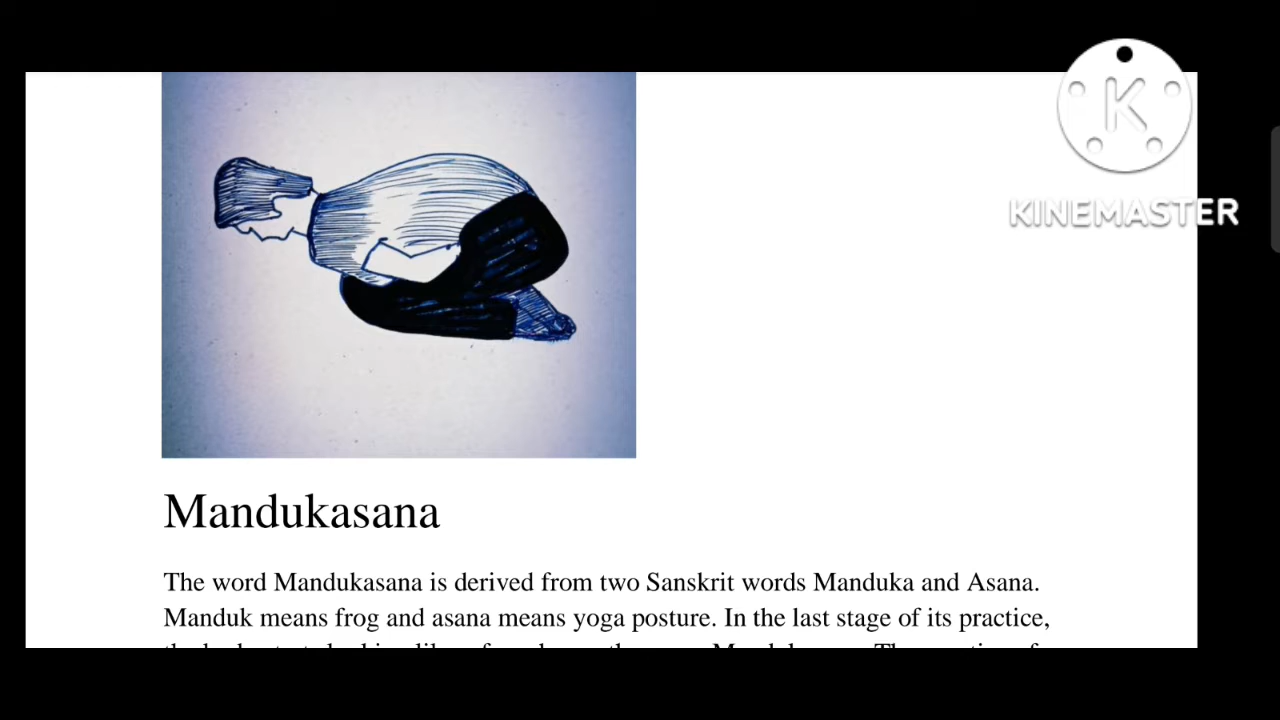 K
KINEMASTER
Mandukasana
The word Mandukasana is derived from two Sanskrit words Manduka and Asana.
Manduk means frog and asana means yoga posture. In the last stage of its practice,